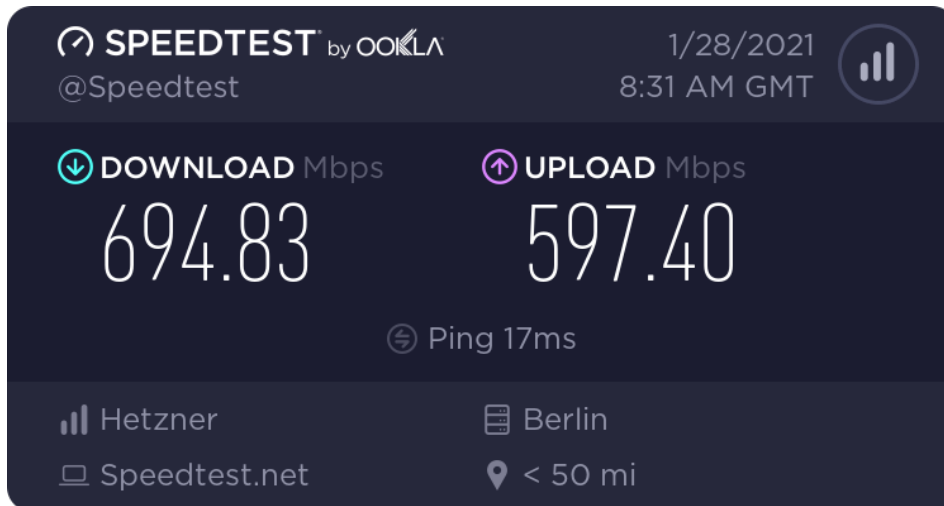 SPEEDTEST by OOKLA
1/28/2021
@Speedtest
8:31 AM GMT
DOWNLOAD Mbps
UPLOAD Mbps
694.83
597.40
Ping 17ms
Hetzner
Berlin
Speedtest.net
< 50 mi